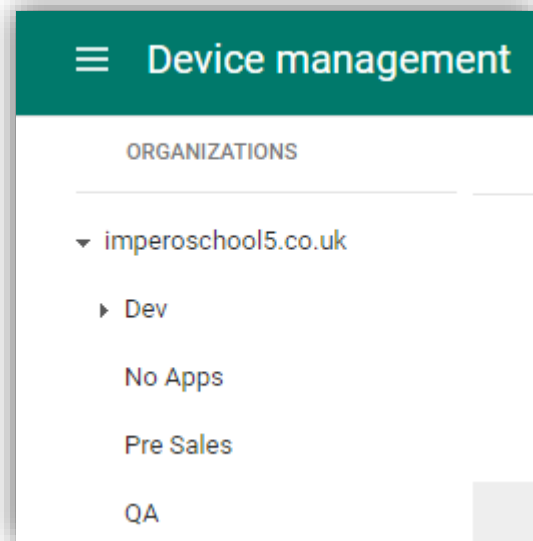 Device management
ORGANIZATIONS
imperoschool5.co.uk
Dev
No Apps
Pre Sales
QA